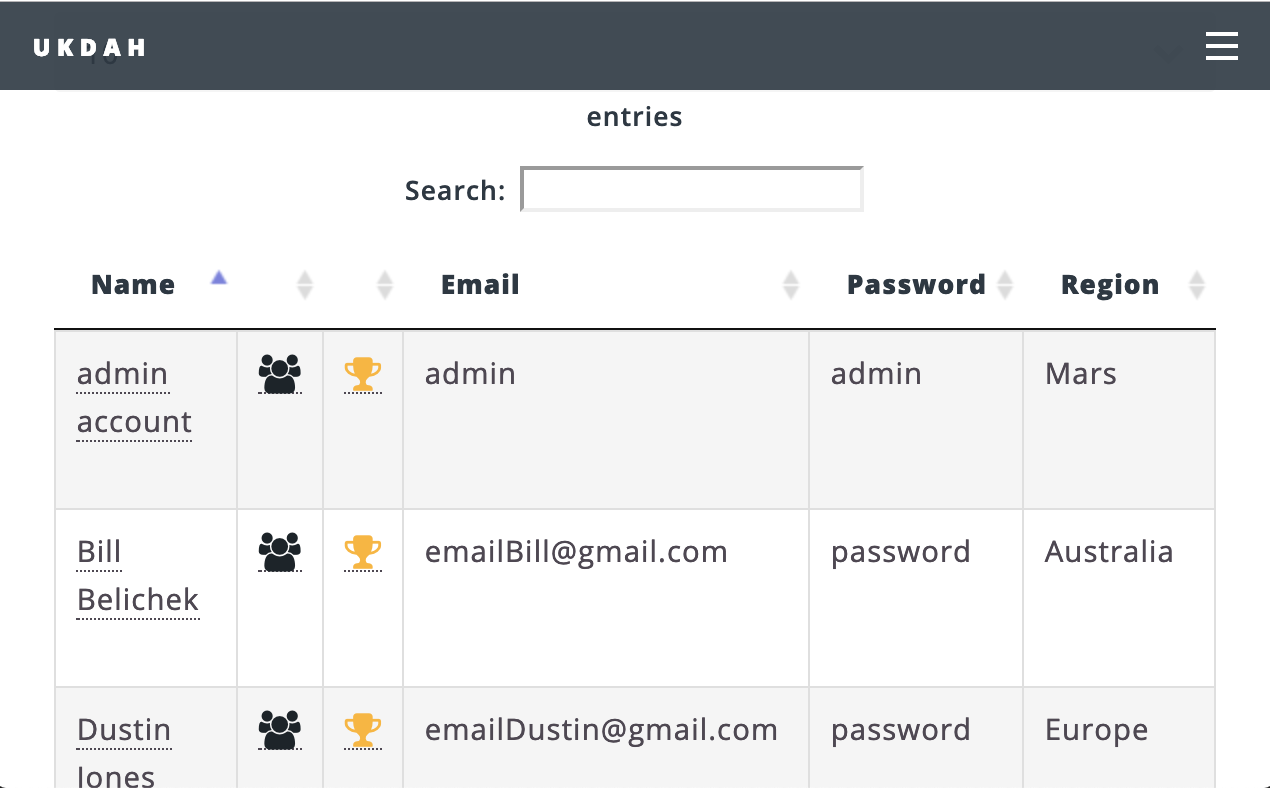 UKDAH
10
entries
Search:
Name Email Password Region
admin account admin admin Mars
Bill Belichek emailBill@gmail.com password Australia
Dustin Jones emailDustin@gmail.com password Europe